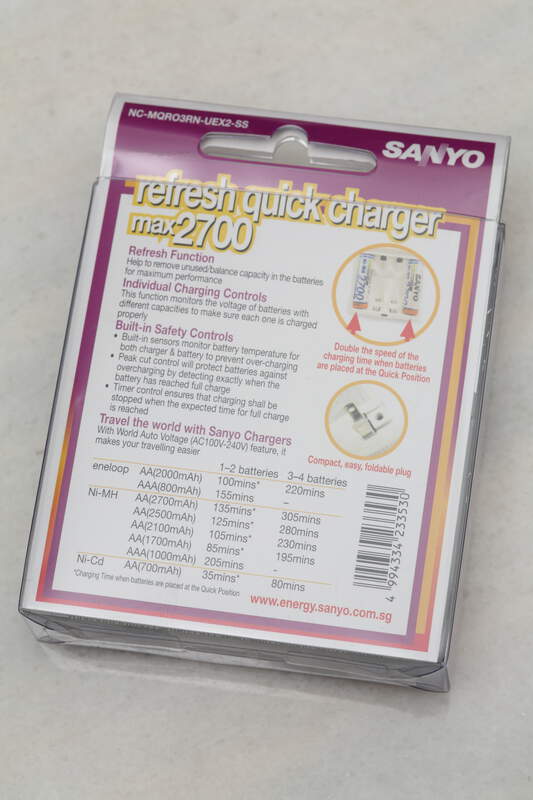 NC-MQRO3RN-UEX2-SS
SANYO
refresh quick charger
max2700
Refresh Function
Help to remove unused/balance capacity in the batteries
for maximum performance
Individual Charging Controls
This function monitors the voltage of batteries with
different capacities to make sure each one is charged
properly
Built-in Safety Controls
• Built-in sensors monitor battery temperature for
both charger & battery to prevent over-charging
• Peak cut control will protect batteries against
overcharging by detecting exactly when the
battery has reached full charge
• Timer control ensures that charging shall be
stopped when the expected time for full charge
is reached
Travel the world with Sanyo Chargers
With World Auto Voltage (AC100V-240V) feature, it
makes your travelling easier
2700
SANYO
Double the speed of the
charging time when batteries
are placed at the Quick Position
Compact, easy, foldable plug
1~2 batteries 3~4 batteries
eneloop AA(2000mAh) 100mins* 220mins
AAA(800mAh) 155mins –
Ni-MH AA(2700mAh) 135mins* 305mins
AA(2500mAh) 125mins* 280mins
AA(2100mAh) 105mins* 230mins
AA(1700mAh) 85mins* 195mins
AAA(1000mAh) 205mins -
Ni-Cd AA(700mAh) 35mins* 80mins
*Charging Time when batteries are placed at the Quick Position
www.energy.sanyo.com.sg
4 994334 233530